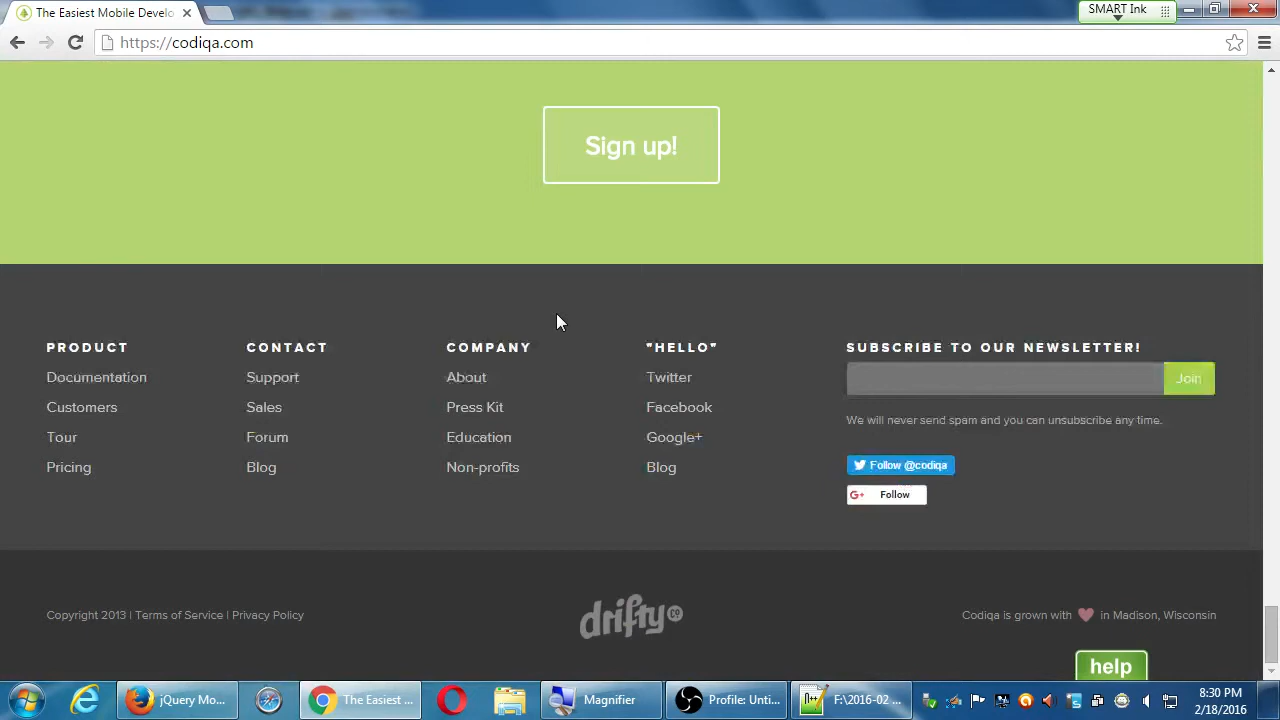 The Easiest Mobile Develo
SMART Ink
https://codiqa.com
Sign up!
PRODUCT
Documentation
Customers
Tour
Pricing
CONTACT
Support
Sales
Forum
Blog
COMPANY
About
Press Kit
Education
Non-profits
"HELLO"
Twitter
Facebook
Google+
Blog
SUBSCRIBE TO OUR NEWSLETTER!
Join
We will never send spam and you can unsubscribe any time.
Follow @codiqa
G+ Follow
Copyright 2013 | Terms of Service | Privacy Policy
drifty co
Codiqa is grown with in Madison, Wisconsin
help
jQuery Mo...
The Easiest ...
Magnifier
Profile: Unti...
F:\2016-02 ...
8:30 PM
2/18/2016